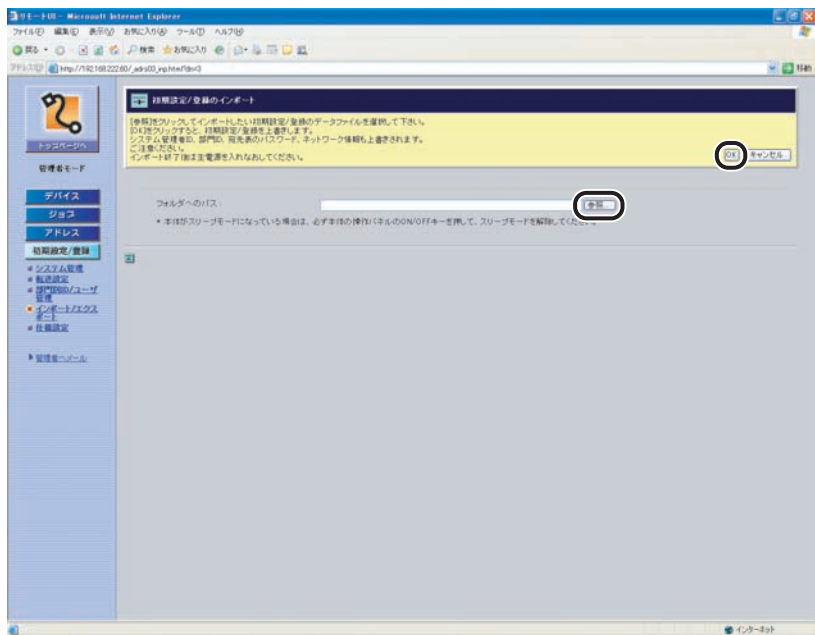 リモートUI - Microsoft Internet Explorer
ファイル(F) 編集(E) 表示(V) お気に入り(A) ツール(T) ヘルプ(H)
戻る 検索 お気に入り
アドレス(D) 移動
初期設定/登録のインポート
[参照]をクリックしてインポートしたい初期設定/登録のデータファイルを選択して下さい。
[OK]をクリックすると、初期設定/登録を上書きします。
システム管理者ID、部門ID、宛先表のパスワード、ネットワーク情報も上書きされます。
ご注意ください。
インポート終了後は主電源を入れなおしてください。
OK キャンセル
トップページへ
管理者モード
デバイス
ジョブ
アドレス
初期設定/登録
システム管理
転送設定
部門別ID/ユーザ
管理
インポート/エクス
ポート
仕様設定
管理者へメール
フォルダへのパス:
参照...
* 本体がスリープモードになっている場合は、必ず本体の操作パネルのON/OFFキーを押して、スリープモードを解除してください。
インターネット